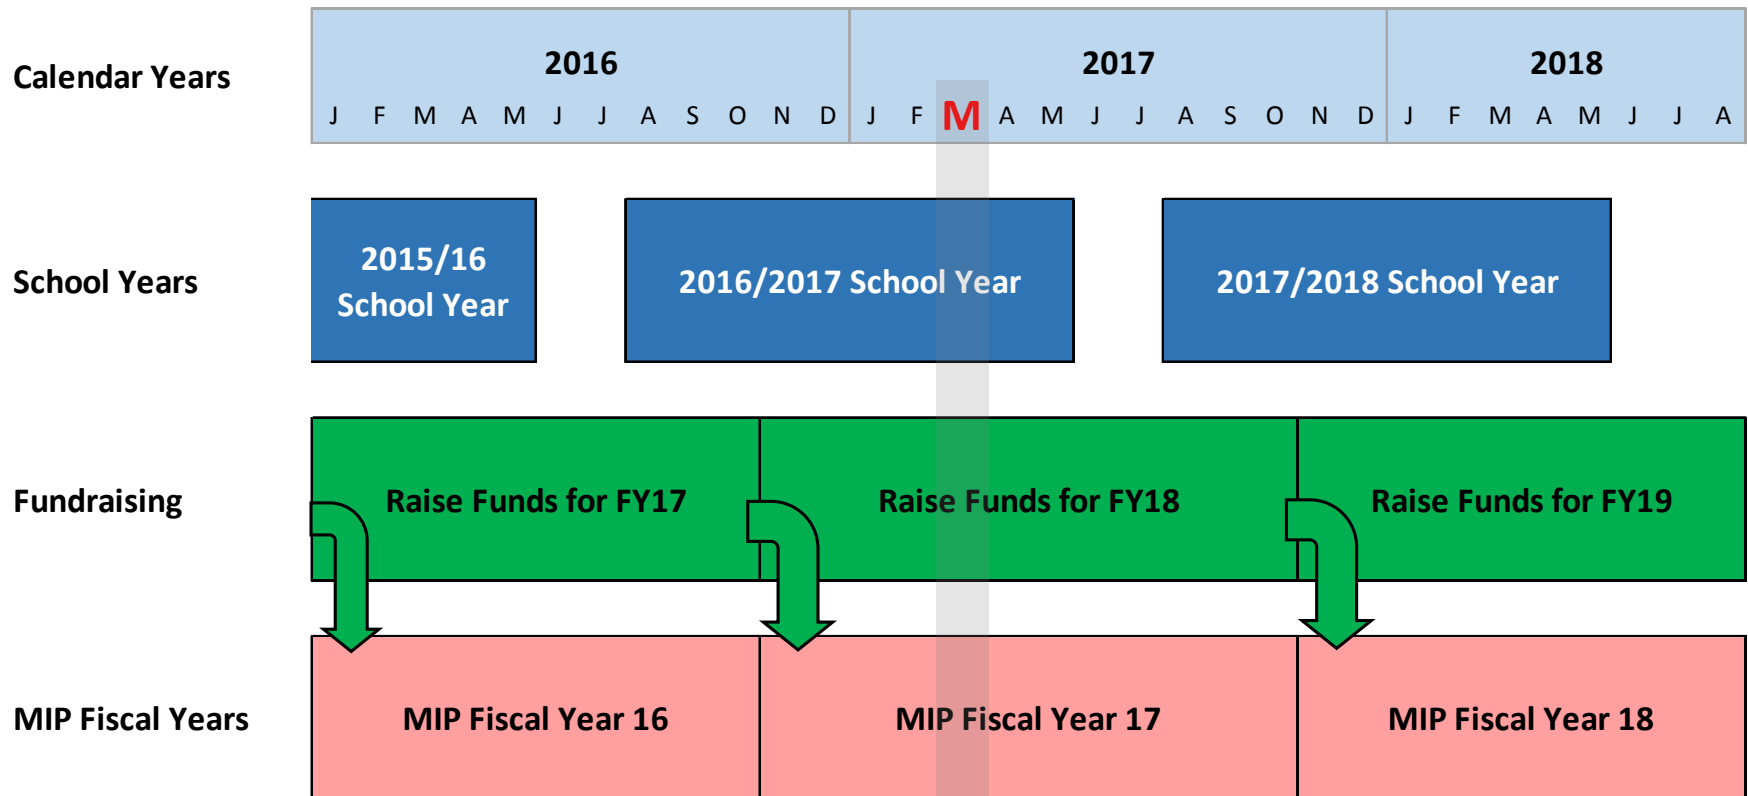 Calendar Years
2016
2017
2018
J F M A M J J A S O N D J F M A M J J A S O N D J F M A M J J A
School Years
2015/16
School Year
2016/2017 School Year
2017/2018 School Year
Fundraising
Raise Funds for FY17
Raise Funds for FY18
Raise Funds for FY19
MIP Fiscal Years
MIP Fiscal Year 16
MIP Fiscal Year 17
MIP Fiscal Year 18